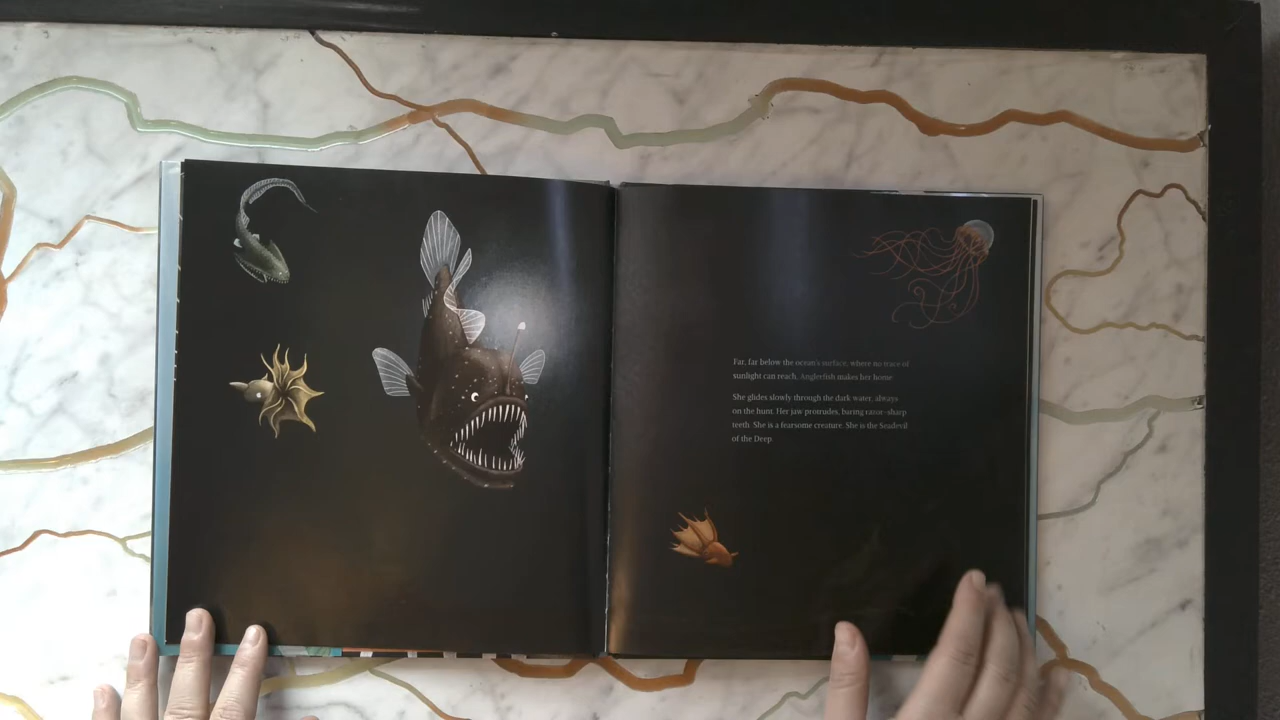 Far, far below the ocean's surface, where no trace of
sunlight can reach, Anglerfish makes her home.
She glides slowly through the dark water, always
on the hunt. Her jaw protrudes, baring razor-sharp
teeth. She is a fearsome creature. She is the Seadevil
of the Deep.